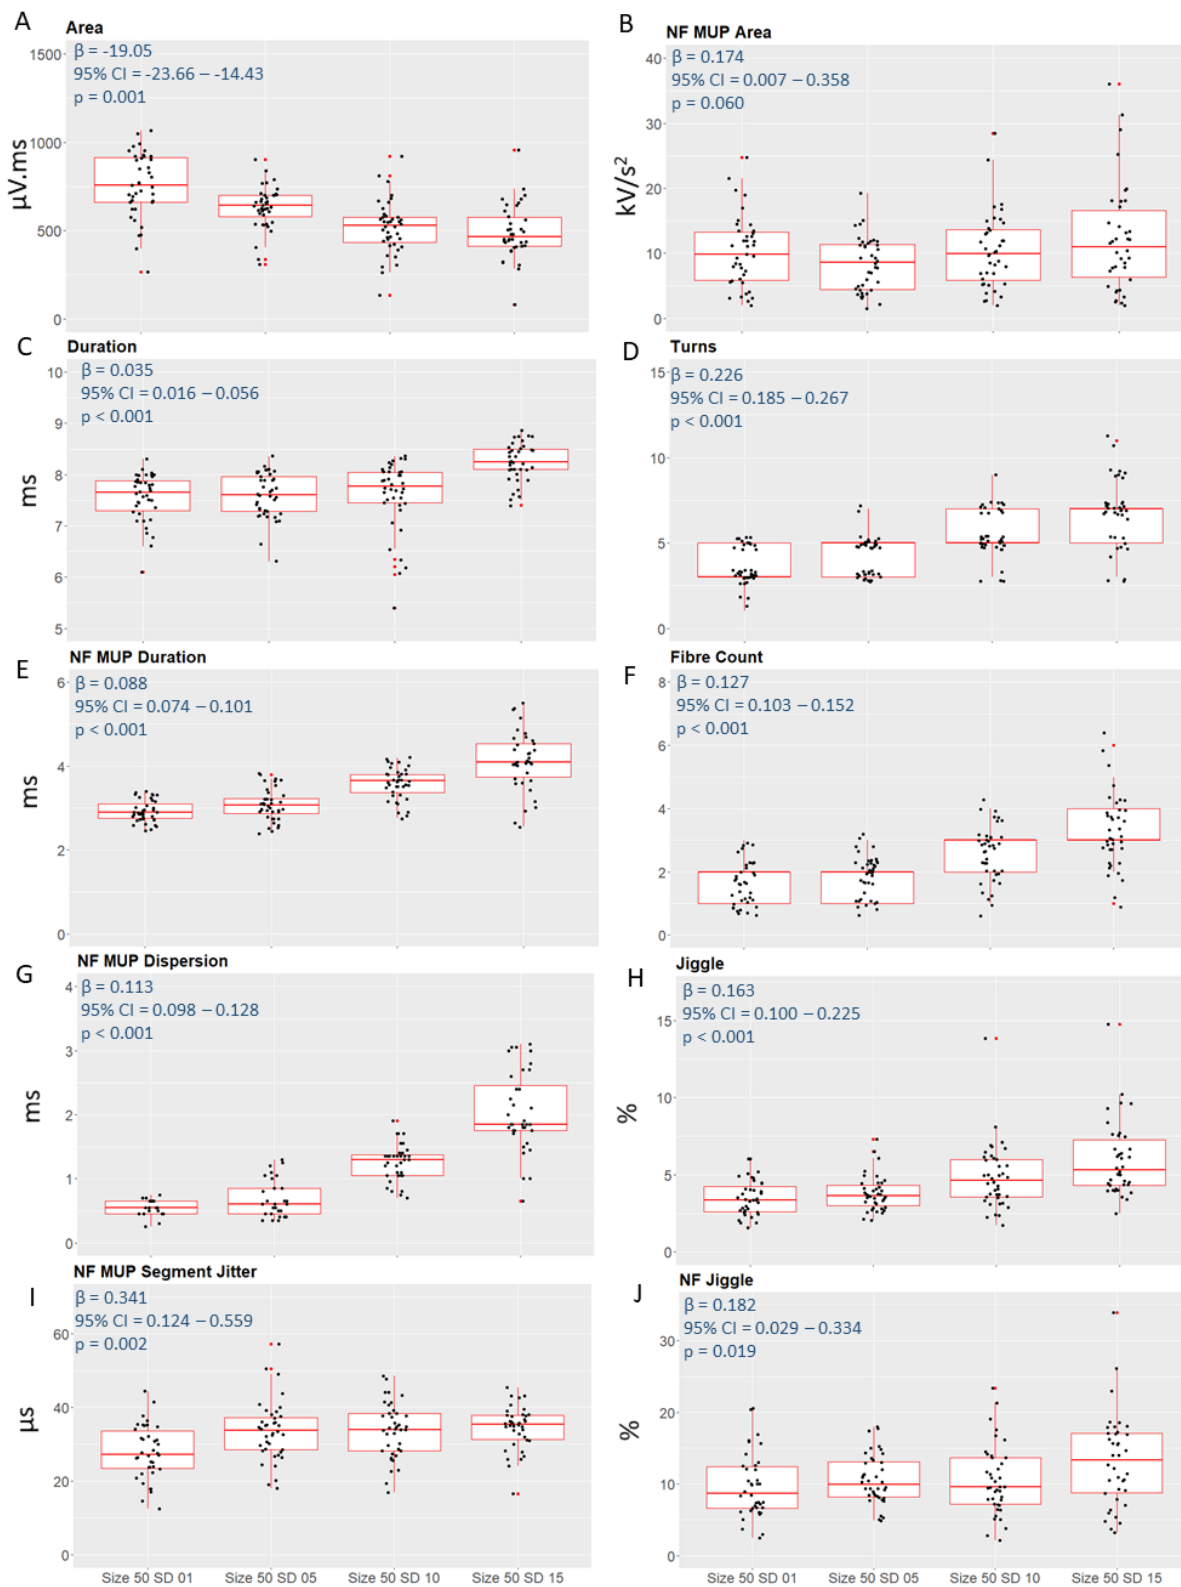 A
Area
β = -19.05
95% CI = -23.66 – -14.43
p = 0.001
1500
1000
500
0
µV.ms
B
NF MUP Area
β = 0.174
95% CI = 0.007 – 0.358
p = 0.060
40
30
20
10
0
kV/s²
C
Duration
β = 0.035
95% CI = 0.016 – 0.056
p < 0.001
10
9
8
7
6
5
ms
D
Turns
β = 0.226
95% CI = 0.185 – 0.267
p < 0.001
15
10
5
0
E
NF MUP Duration
β = 0.088
95% CI = 0.074 – 0.101
p < 0.001
6
4
2
0
ms
F
Fibre Count
β = 0.127
95% CI = 0.103 – 0.152
p < 0.001
8
6
4
2
0
G
NF MUP Dispersion
β = 0.113
95% CI = 0.098 – 0.128
p < 0.001
4
3
2
1
0
ms
H
Jiggle
β = 0.163
95% CI = 0.100 – 0.225
p < 0.001
15
10
5
0
%
I
NF MUP Segment Jitter
β = 0.341
95% CI = 0.124 – 0.559
p = 0.002
60
40
20
0
µs
Size 50 SD 01 Size 50 SD 05 Size 50 SD 10 Size 50 SD 15
J
NF Jiggle
β = 0.182
95% CI = 0.029 – 0.334
p = 0.019
30
20
10
0
%
Size 50 SD 01 Size 50 SD 05 Size 50 SD 10 Size 50 SD 15